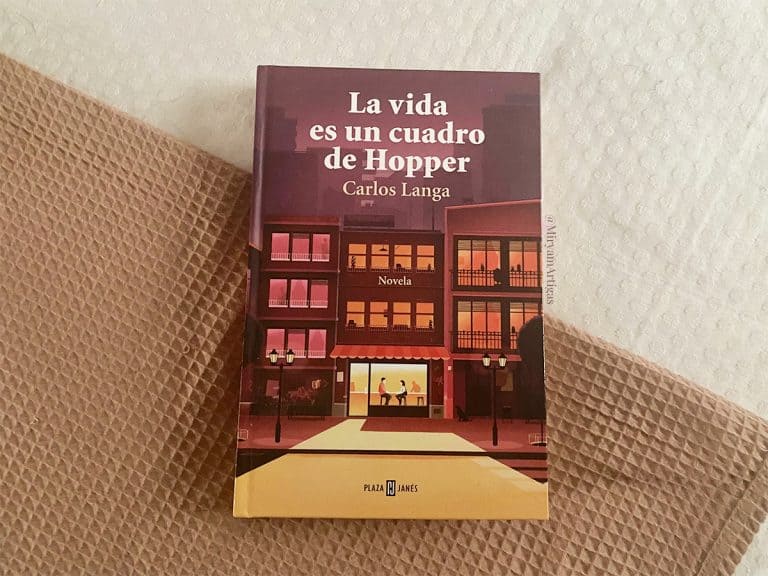 La vida
es un cuadro
de Hopper
Carlos Langa
Novela
PLAZA JANÉS
@MiryamArtigas